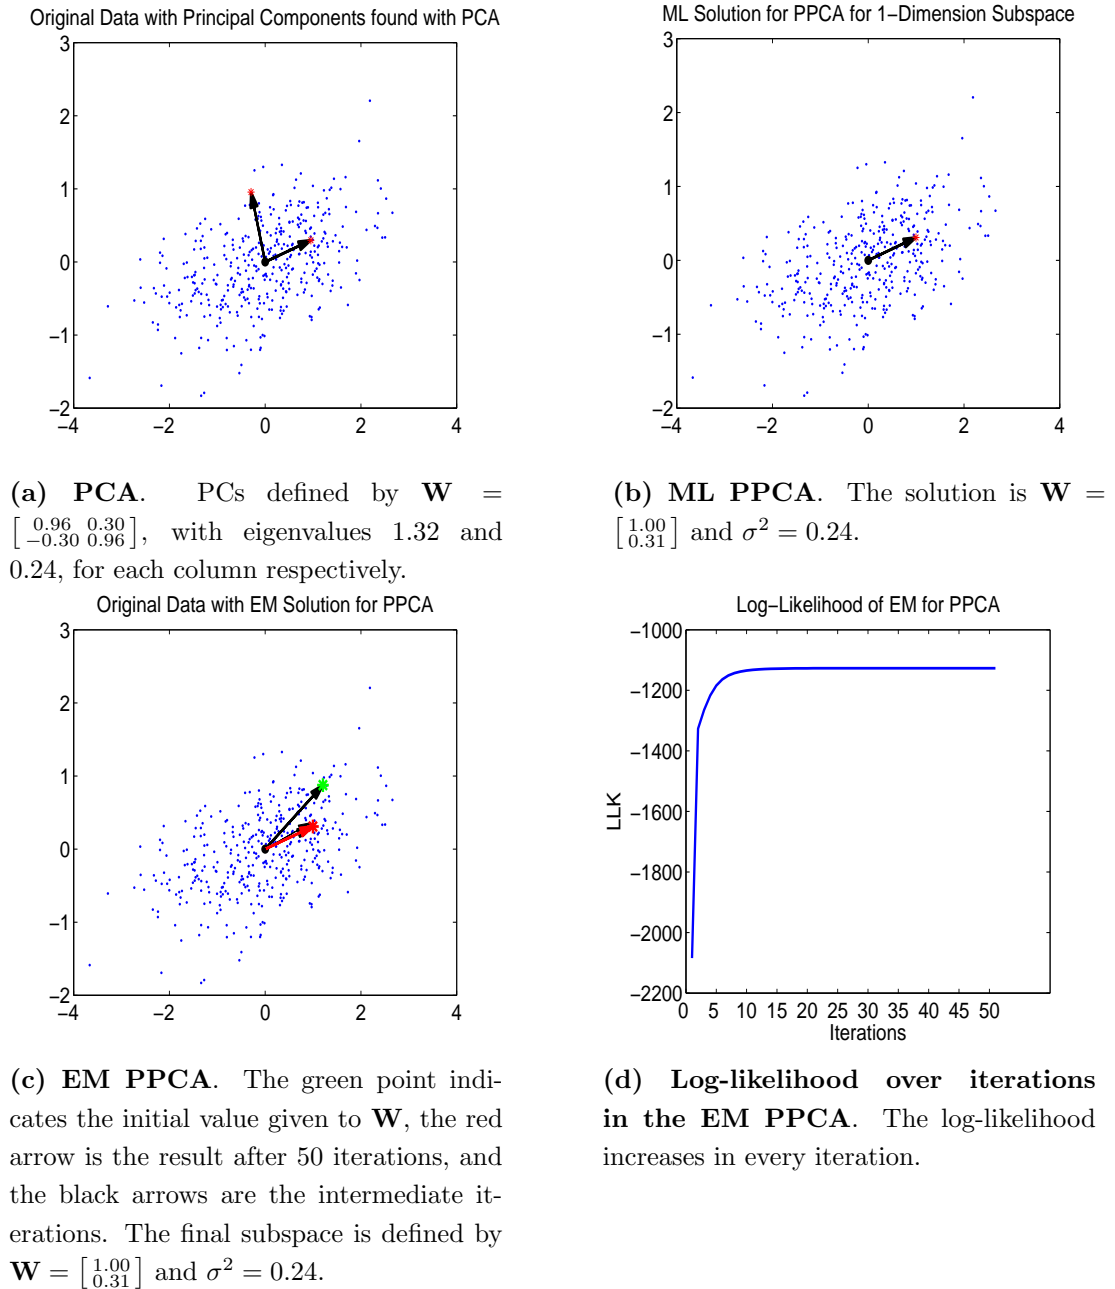 Original Data with Principal Components found with PCA
3
2
1
0
−1
−2
−4
−2
0
2
4
(a) PCA. PCs defined by W =
[ 0.96 0.30
−0.30 0.96 ], with eigenvalues 1.32 and
0.24, for each column respectively.
ML Solution for PPCA for 1−Dimension Subspace
3
2
1
0
−1
−2
−4
−2
0
2
4
(b) ML PPCA. The solution is W =
[ 1.00
0.31 ] and σ² = 0.24.
Original Data with EM Solution for PPCA
3
2
1
0
−1
−2
−4
−2
0
2
4
(c) EM PPCA. The green point indi-
cates the initial value given to W, the red
arrow is the result after 50 iterations, and
the black arrows are the intermediate it-
erations. The final subspace is defined by
W = [ 1.00
0.31 ] and σ² = 0.24.
Log−Likelihood of EM for PPCA
−1000
−1200
−1400
−1600
−1800
−2000
−2200
LLK
0 5 10 15 20 25 30 35 40 45 50
Iterations
(d) Log-likelihood over iterations
in the EM PPCA. The log-likelihood
increases in every iteration.